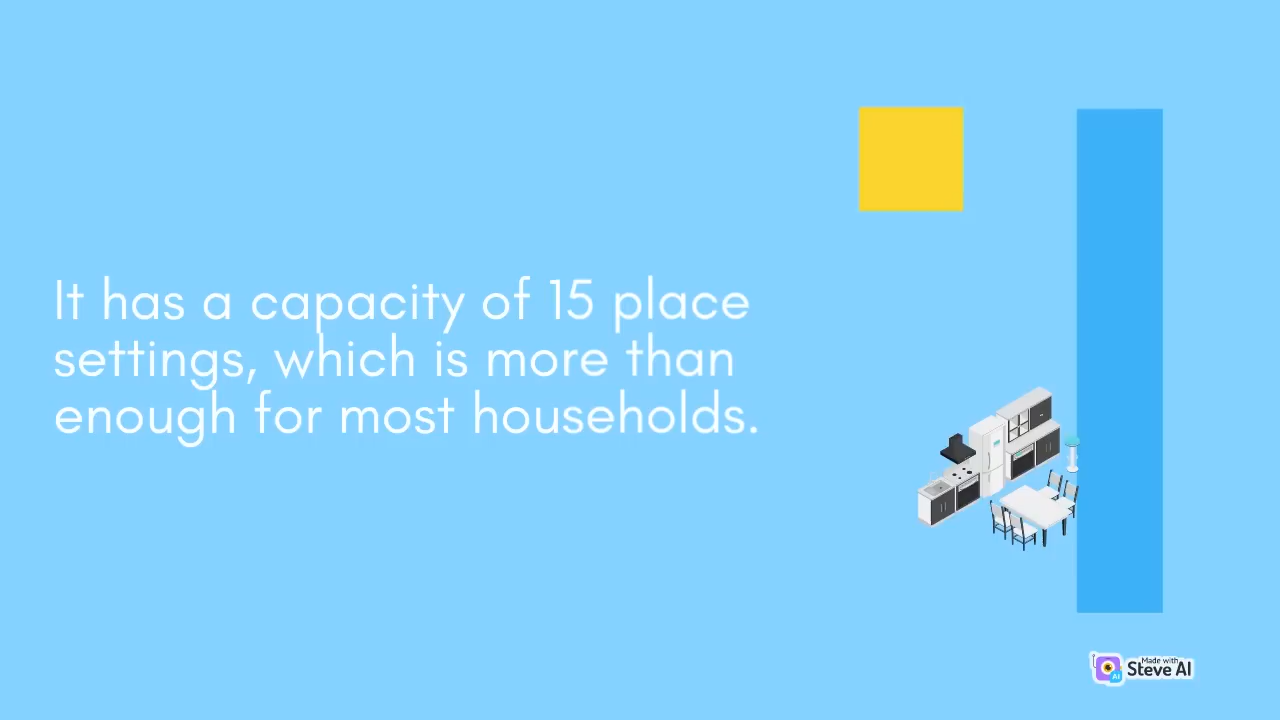 It has a capacity of 15 place
settings, which is more than
enough for most households.
Made with
Steve AI
AI